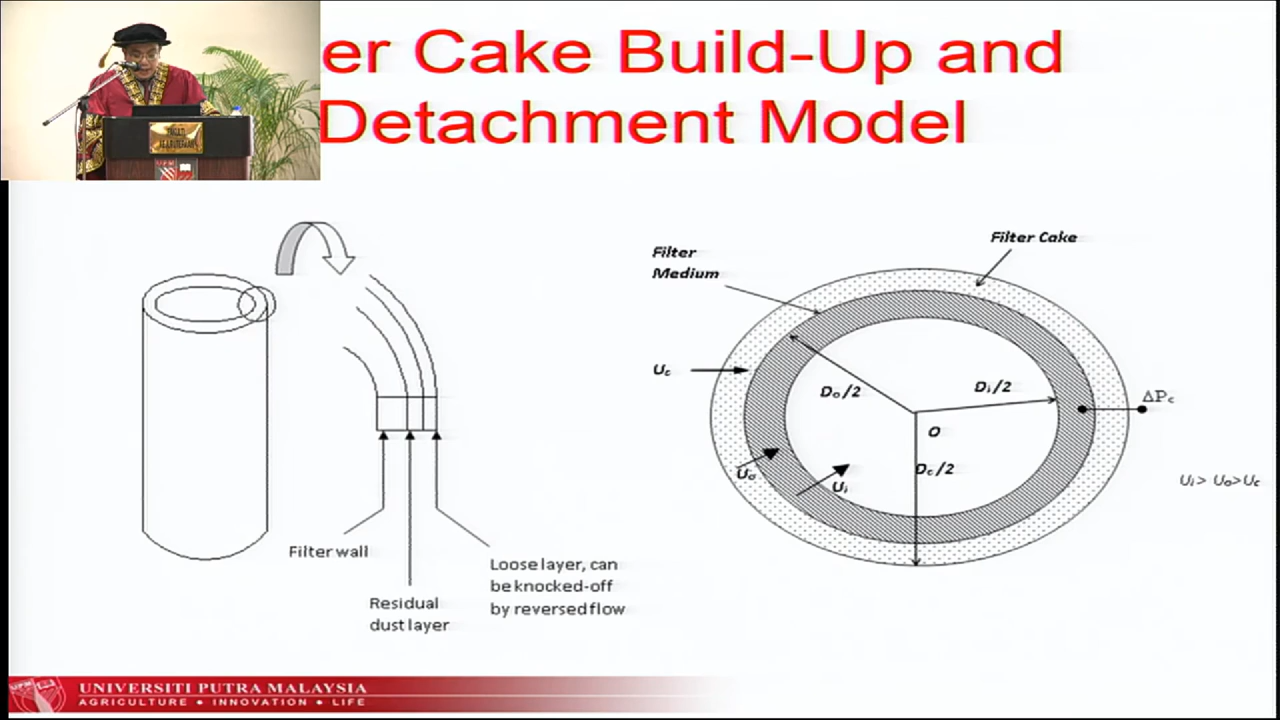 er Cake Build-Up and
Detachment Model
Filter Cake
Filter
Medium
Uc
Do/2
Di/2
ΔPc
O
Dc/2
Uo
Ui
Ui > Uo>Uc
Filter wall
Loose layer, can
be knocked-off
by reversed flow
Residual
dust layer
UNIVERSITI PUTRA MALAYSIA
AGRICULTURE • INNOVATION • LIFE